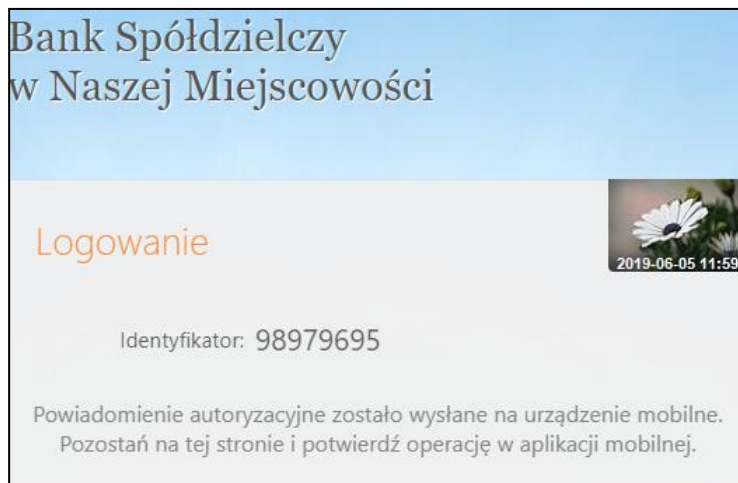 Bank Spółdzielczy
w Naszej Miejscowości
Logowanie
2019-06-05 11:59
Identyfikator: 98979695
Powiadomienie autoryzacyjne zostało wysłane na urządzenie mobilne.
Pozostań na tej stronie i potwierdź operację w aplikacji mobilnej.